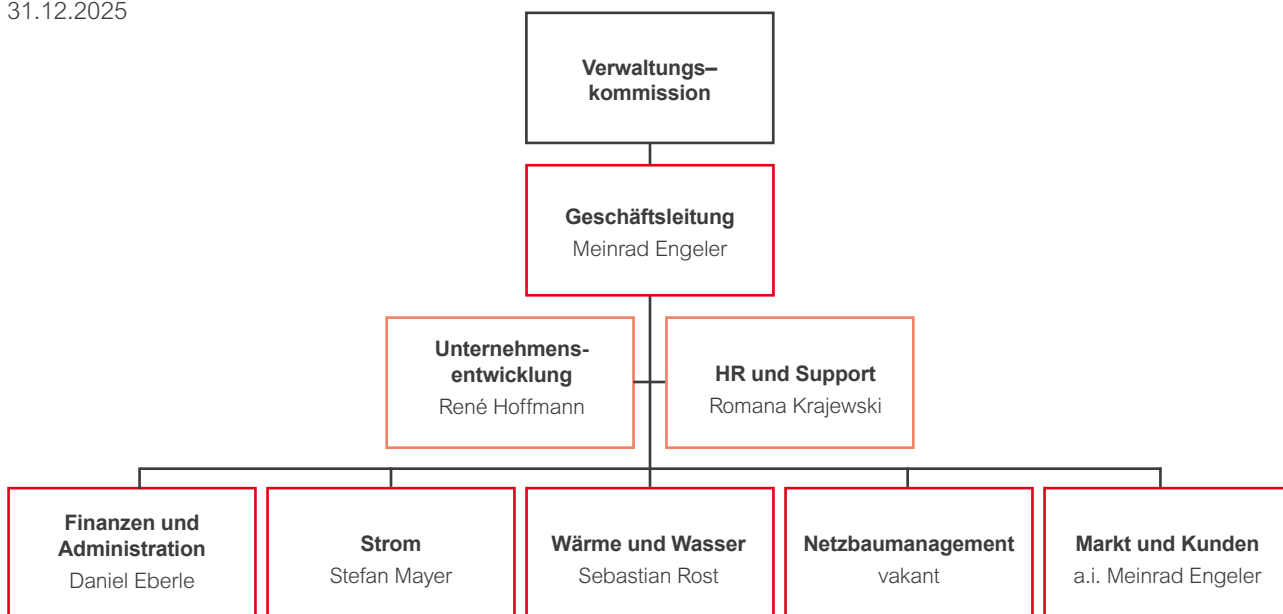 31.12.2025
Verwaltungs–
kommission
Geschäftsleitung
Meinrad Engeler
Unternehmens-
entwicklung
René Hoffmann
HR und Support
Romana Krajewski
Finanzen und
Administration
Daniel Eberle
Strom
Stefan Mayer
Wärme und Wasser
Sebastian Rost
Netzbaumanagement
vakant
Markt und Kunden
a.i. Meinrad Engeler